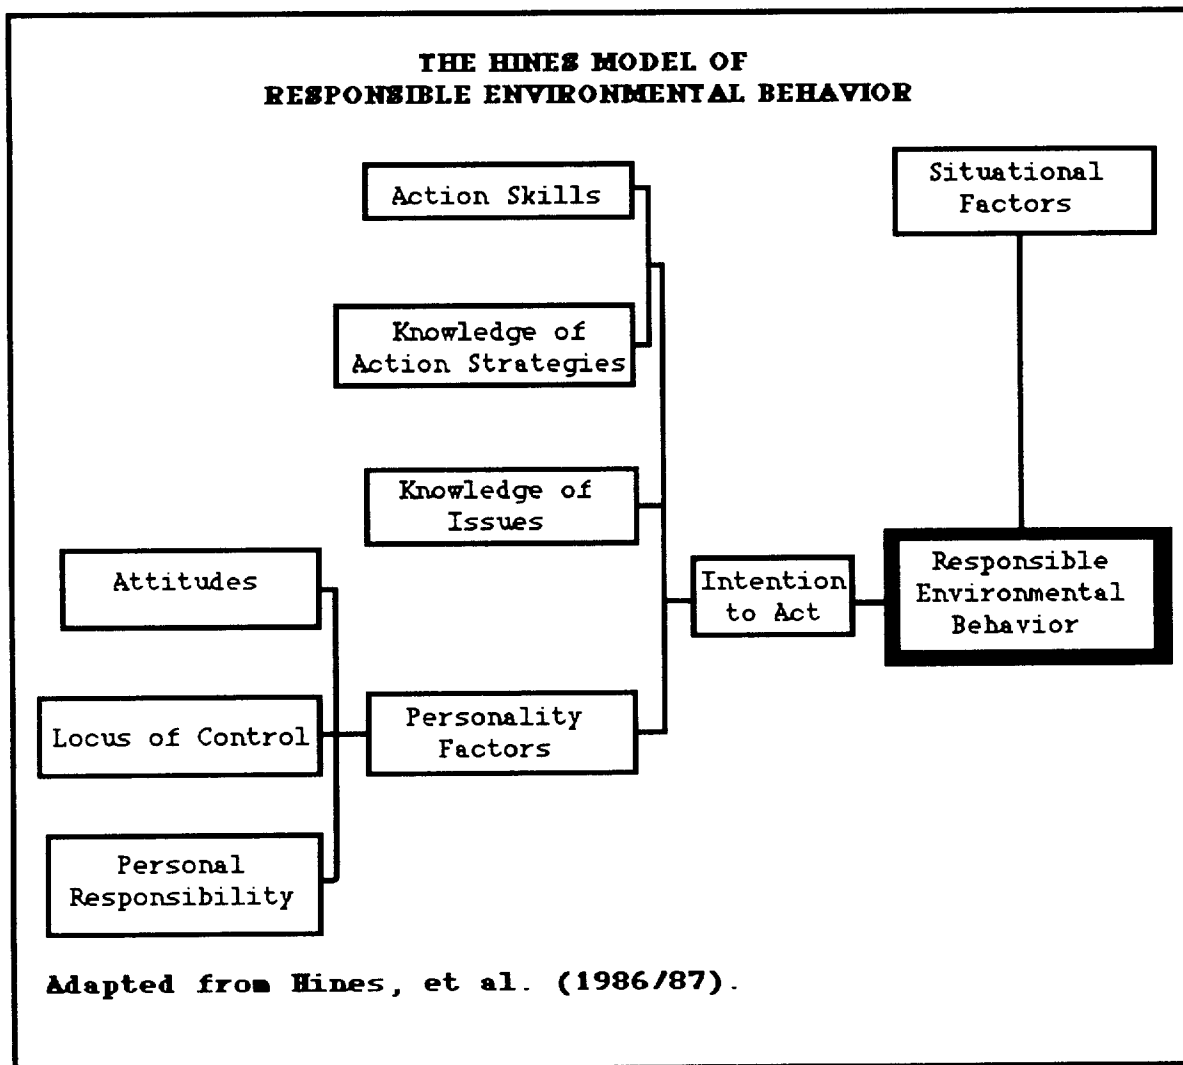 THE HINES MODEL OF
RESPONSIBLE ENVIRONMENTAL BEHAVIOR
Action Skills
Situational
Factors
Knowledge of
Action Strategies
Knowledge of
Issues
Attitudes
Intention
to Act
Responsible
Environmental
Behavior
Locus of Control
Personality
Factors
Personal
Responsibility
Adapted from Hines, et al. (1986/87).